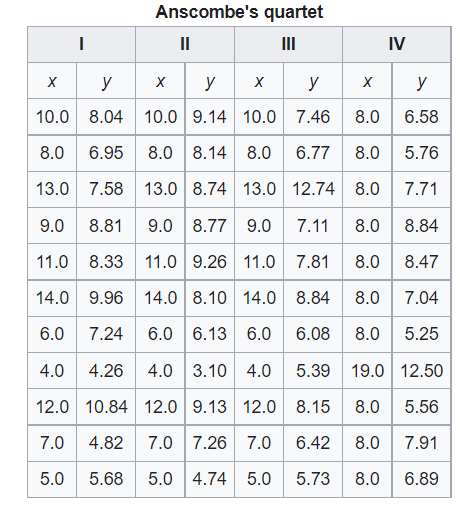 Anscombe's quartet
I II III IV
x y x y x y x y
10.0 8.04 10.0 9.14 10.0 7.46 8.0 6.58
8.0 6.95 8.0 8.14 8.0 6.77 8.0 5.76
13.0 7.58 13.0 8.74 13.0 12.74 8.0 7.71
9.0 8.81 9.0 8.77 9.0 7.11 8.0 8.84
11.0 8.33 11.0 9.26 11.0 7.81 8.0 8.47
14.0 9.96 14.0 8.10 14.0 8.84 8.0 7.04
6.0 7.24 6.0 6.13 6.0 6.08 8.0 5.25
4.0 4.26 4.0 3.10 4.0 5.39 19.0 12.50
12.0 10.84 12.0 9.13 12.0 8.15 8.0 5.56
7.0 4.82 7.0 7.26 7.0 6.42 8.0 7.91
5.0 5.68 5.0 4.74 5.0 5.73 8.0 6.89